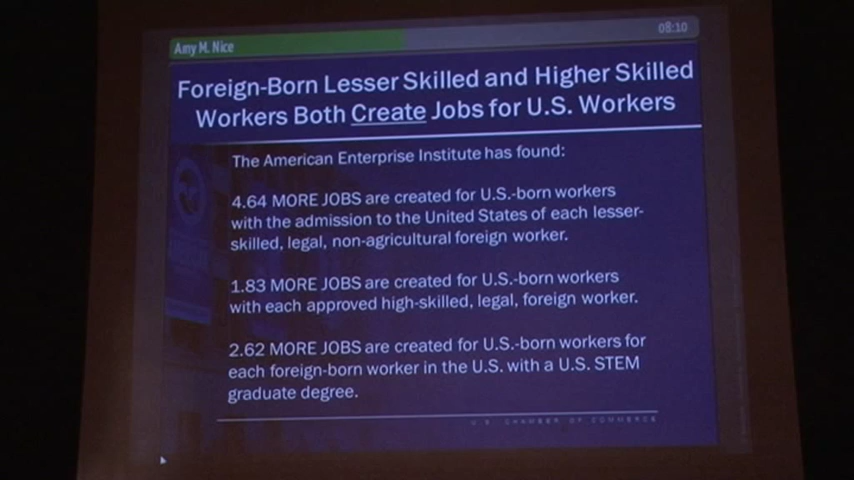 Amy M. Nice
08:10
Foreign-Born Lesser Skilled and Higher Skilled
Workers Both Create Jobs for U.S. Workers
The American Enterprise Institute has found:
4.64 MORE JOBS are created for U.S.-born workers
with the admission to the United States of each lesser-
skilled, legal, non-agricultural foreign worker.
1.83 MORE JOBS are created for U.S.-born workers
with each approved high-skilled, legal, foreign worker.
2.62 MORE JOBS are created for U.S.-born workers for
each foreign-born worker in the U.S. with a U.S. STEM
graduate degree.
U.S. CHAMBER OF COMMERCE